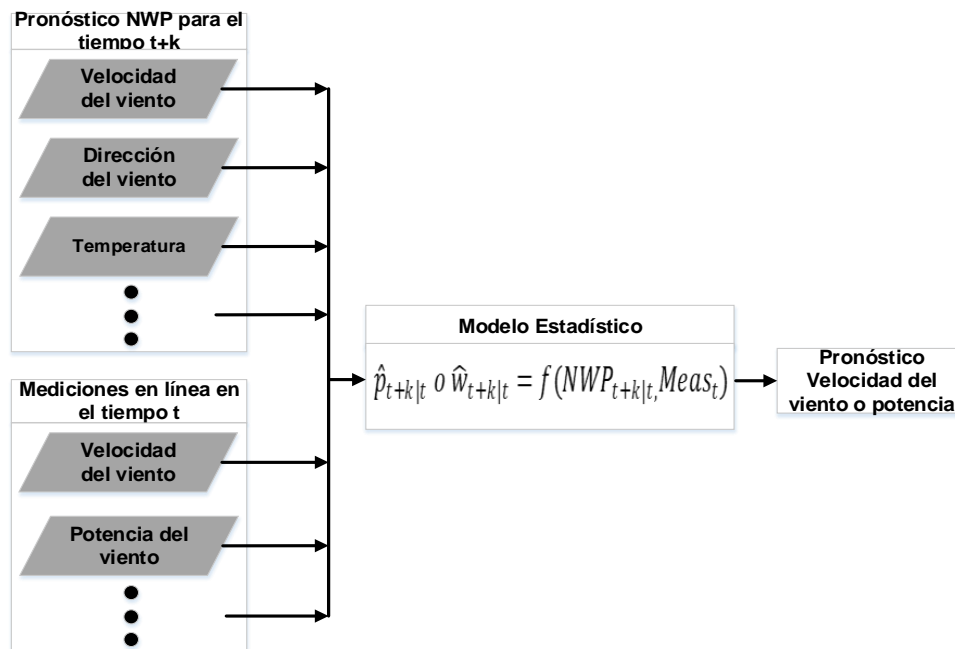 Pronóstico NWP para el
tiempo t+k
Velocidad
del viento
Dirección
del viento
Temperatura
Mediciones en línea en
el tiempo t
Velocidad
del viento
Potencia del
viento
Modelo Estadístico
p̂ₜ₊ₖ|ₜ o ŵₜ₊ₖ|ₜ = f(NWPₜ₊ₖ|ₜ, Measₜ)
Pronóstico
Velocidad del
viento o potencia